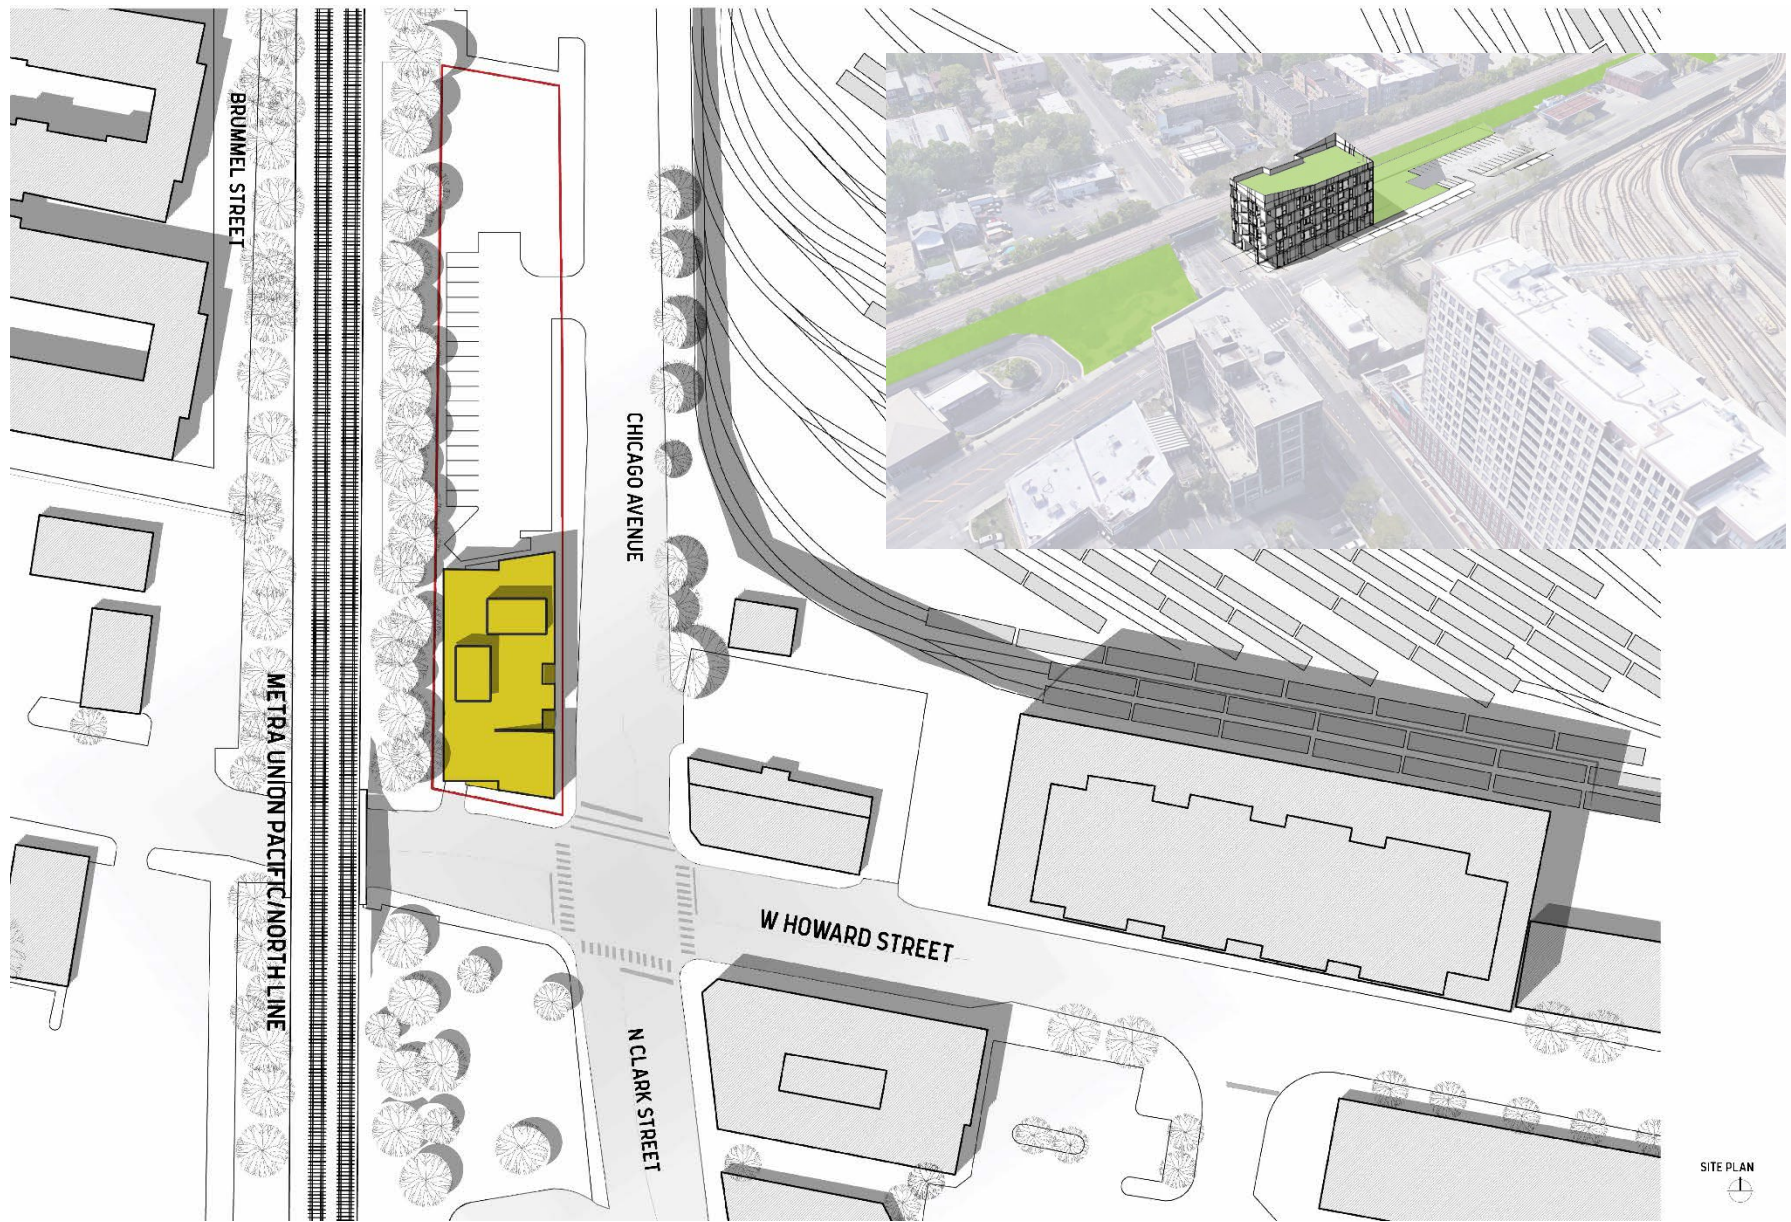 BRUMMEL STREET
CHICAGO AVENUE
METRA UNION PACIFIC/NORTH LINE
W HOWARD STREET
N CLARK STREET
SITE PLAN